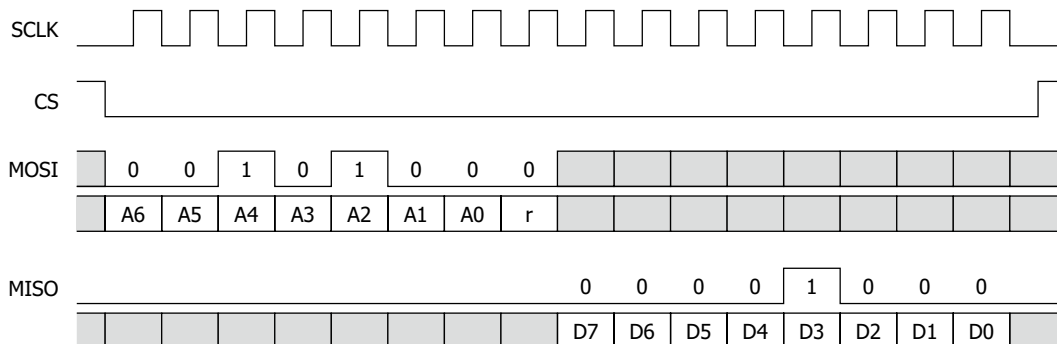 SCLK
CS
MOSI 0 0 1 0 1 0 0 0
A6 A5 A4 A3 A2 A1 A0 r
MISO 0 0 0 0 1 0 0 0
D7 D6 D5 D4 D3 D2 D1 D0